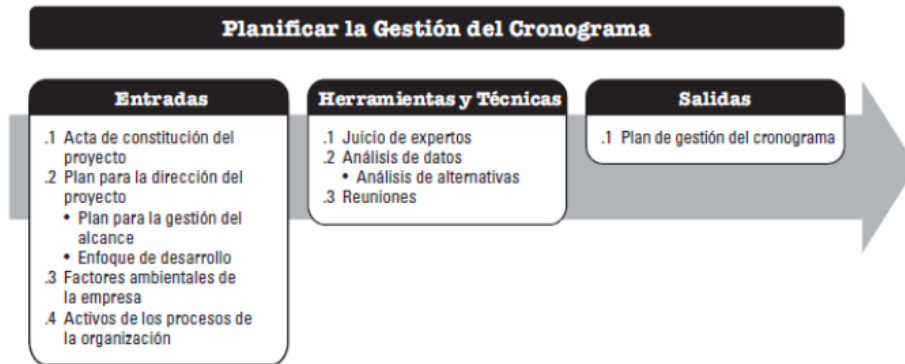 Planificar la Gestión del Cronograma
Entradas
.1 Acta de constitución del
proyecto
.2 Plan para la dirección del
proyecto
• Plan para la gestión del
alcance
• Enfoque de desarrollo
.3 Factores ambientales de
la empresa
.4 Activos de los procesos de
la organización
Herramientas y Técnicas
.1 Juicio de expertos
.2 Análisis de datos
• Análisis de alternativas
.3 Reuniones
Salidas
.1 Plan de gestión del cronograma